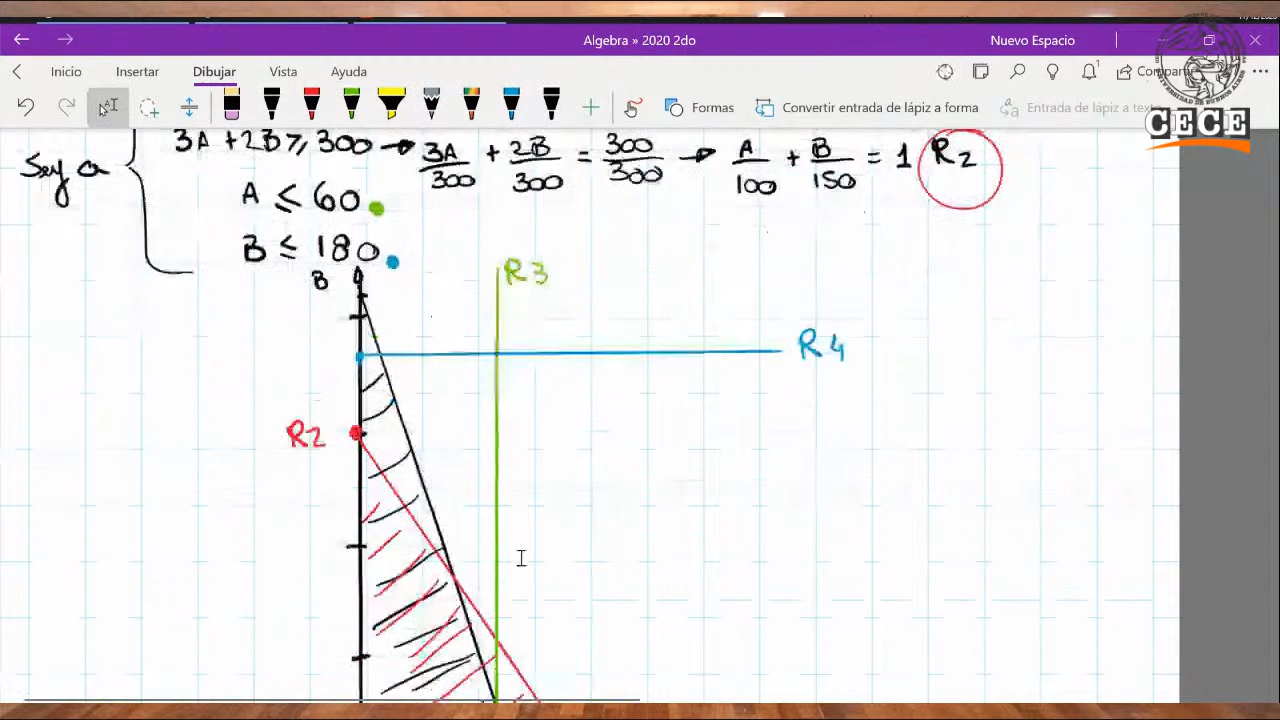 Algebra » 2020 2do
Nuevo Espacio
Inicio Insertar Dibujar Vista Ayuda
Formas Convertir entrada de lápiz a forma Entrada de lápiz a
CECE
3A + 2B ≥ 300 → 3A/300 + 2B/300 = 300/300 → A/100 + B/150 = 1 R2
A ≤ 60
B ≤ 180
B
R3
R4
R2